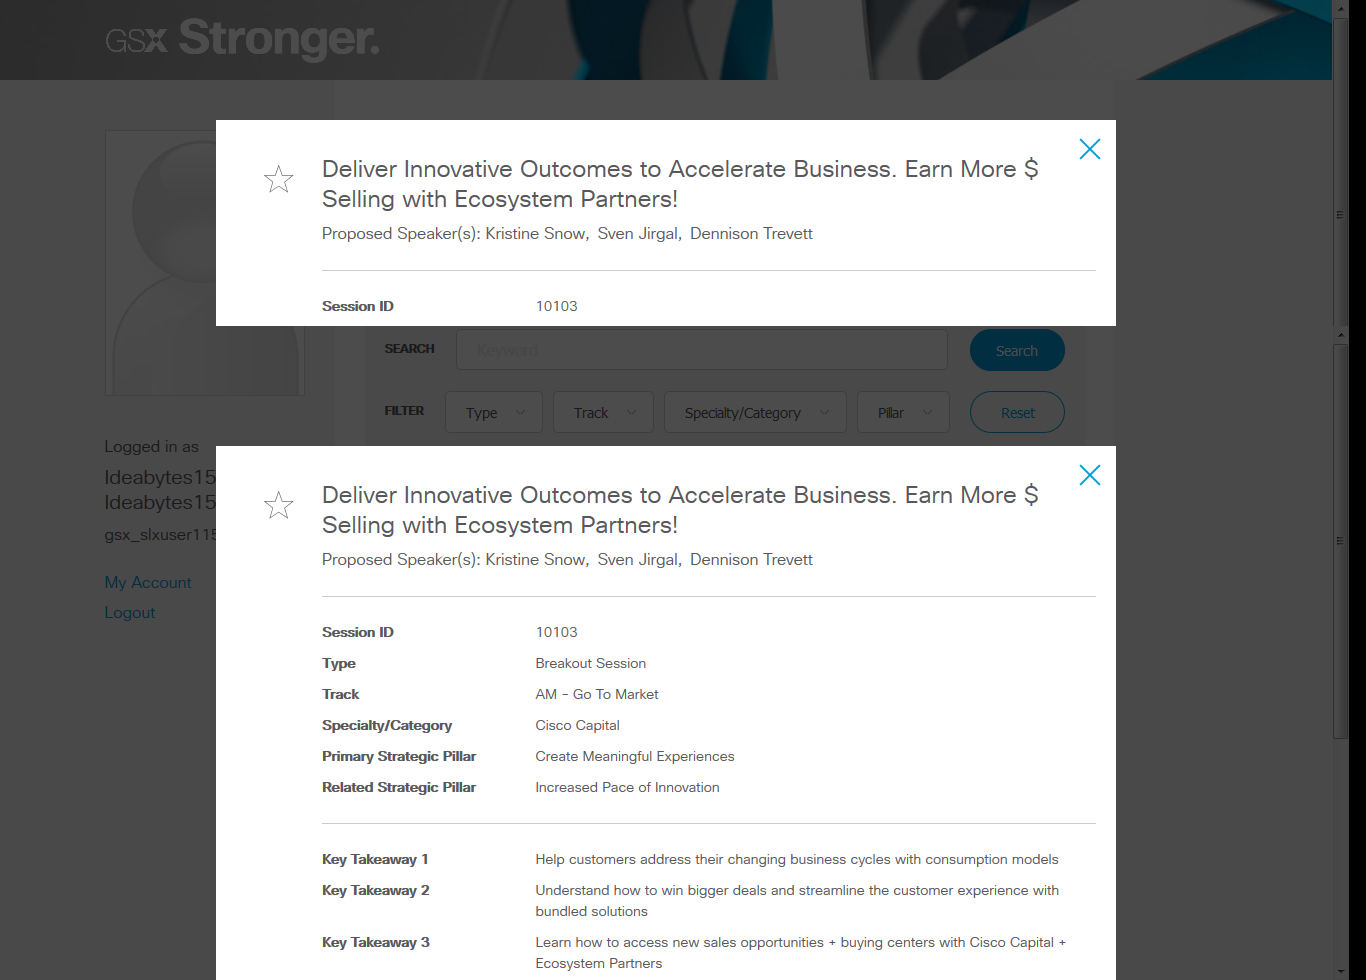 GSX Stronger.
Deliver Innovative Outcomes to Accelerate Business. Earn More $
Selling with Ecosystem Partners!
Proposed Speaker(s): Kristine Snow, Sven Jirgal, Dennison Trevett
Session ID 10103
SEARCH Keyword Search
FILTER Type Track Specialty/Category Pillar Reset
Logged in as
Ideabytes15
Ideabytes15
gsx_slxuser115
My Account
Logout
Deliver Innovative Outcomes to Accelerate Business. Earn More $
Selling with Ecosystem Partners!
Proposed Speaker(s): Kristine Snow, Sven Jirgal, Dennison Trevett
Session ID 10103
Type Breakout Session
Track AM - Go To Market
Specialty/Category Cisco Capital
Primary Strategic Pillar Create Meaningful Experiences
Related Strategic Pillar Increased Pace of Innovation
Key Takeaway 1 Help customers address their changing business cycles with consumption models
Key Takeaway 2 Understand how to win bigger deals and streamline the customer experience with
bundled solutions
Key Takeaway 3 Learn how to access new sales opportunities + buying centers with Cisco Capital +
Ecosystem Partners